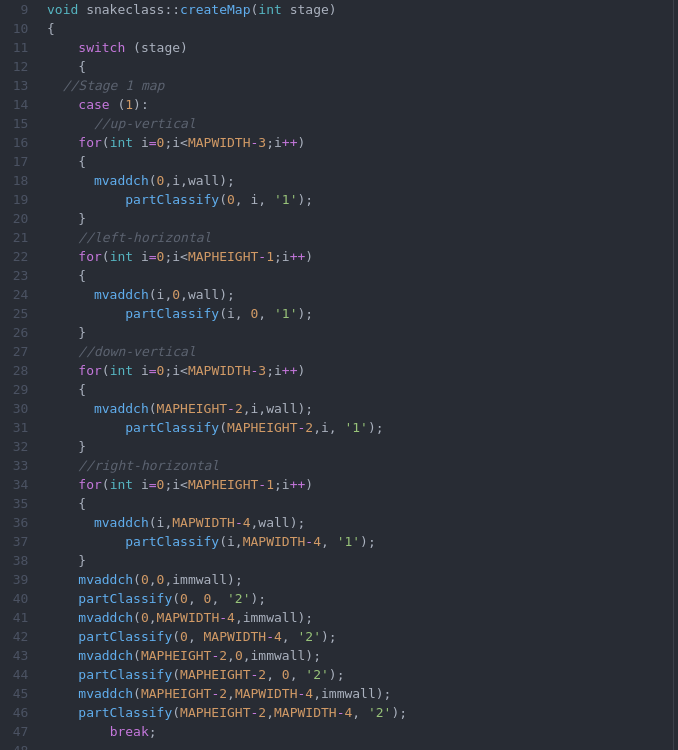 9 void snakeclass::createMap(int stage)
10 {
11     switch (stage)
12     {
13   //Stage 1 map
14     case (1):
15       //up-vertical
16     for(int i=0;i<MAPWIDTH-3;i++)
17     {
18       mvaddch(0,i,wall);
19           partClassify(0, i, '1');
20     }
21     //left-horizontal
22     for(int i=0;i<MAPHEIGHT-1;i++)
23     {
24       mvaddch(i,0,wall);
25           partClassify(i, 0, '1');
26     }
27     //down-vertical
28     for(int i=0;i<MAPWIDTH-3;i++)
29     {
30       mvaddch(MAPHEIGHT-2,i,wall);
31           partClassify(MAPHEIGHT-2,i, '1');
32     }
33     //right-horizontal
34     for(int i=0;i<MAPHEIGHT-1;i++)
35     {
36       mvaddch(i,MAPWIDTH-4,wall);
37           partClassify(i,MAPWIDTH-4, '1');
38     }
39     mvaddch(0,0,immwall);
40     partClassify(0, 0, '2');
41     mvaddch(0,MAPWIDTH-4,immwall);
42     partClassify(0, MAPWIDTH-4, '2');
43     mvaddch(MAPHEIGHT-2,0,immwall);
44     partClassify(MAPHEIGHT-2, 0, '2');
45     mvaddch(MAPHEIGHT-2,MAPWIDTH-4,immwall);
46     partClassify(MAPHEIGHT-2,MAPWIDTH-4, '2');
47         break;